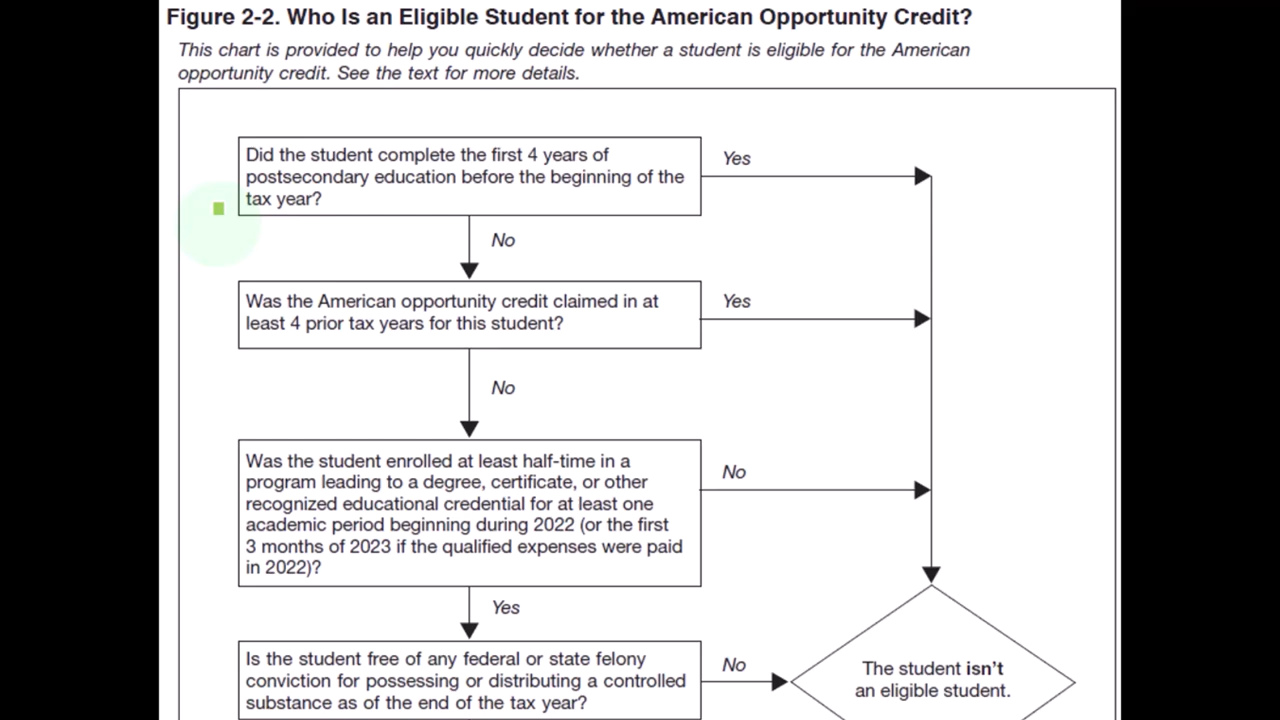 Figure 2-2. Who Is an Eligible Student for the American Opportunity Credit?
This chart is provided to help you quickly decide whether a student is eligible for the American
opportunity credit. See the text for more details.
Did the student complete the first 4 years of
postsecondary education before the beginning of the
tax year?
Yes
No
Was the American opportunity credit claimed in at
least 4 prior tax years for this student?
Yes
No
Was the student enrolled at least half-time in a
program leading to a degree, certificate, or other
recognized educational credential for at least one
academic period beginning during 2022 (or the first
3 months of 2023 if the qualified expenses were paid
in 2022)?
No
Yes
Is the student free of any federal or state felony
conviction for possessing or distributing a controlled
substance as of the end of the tax year?
No
The student isn't
an eligible student.